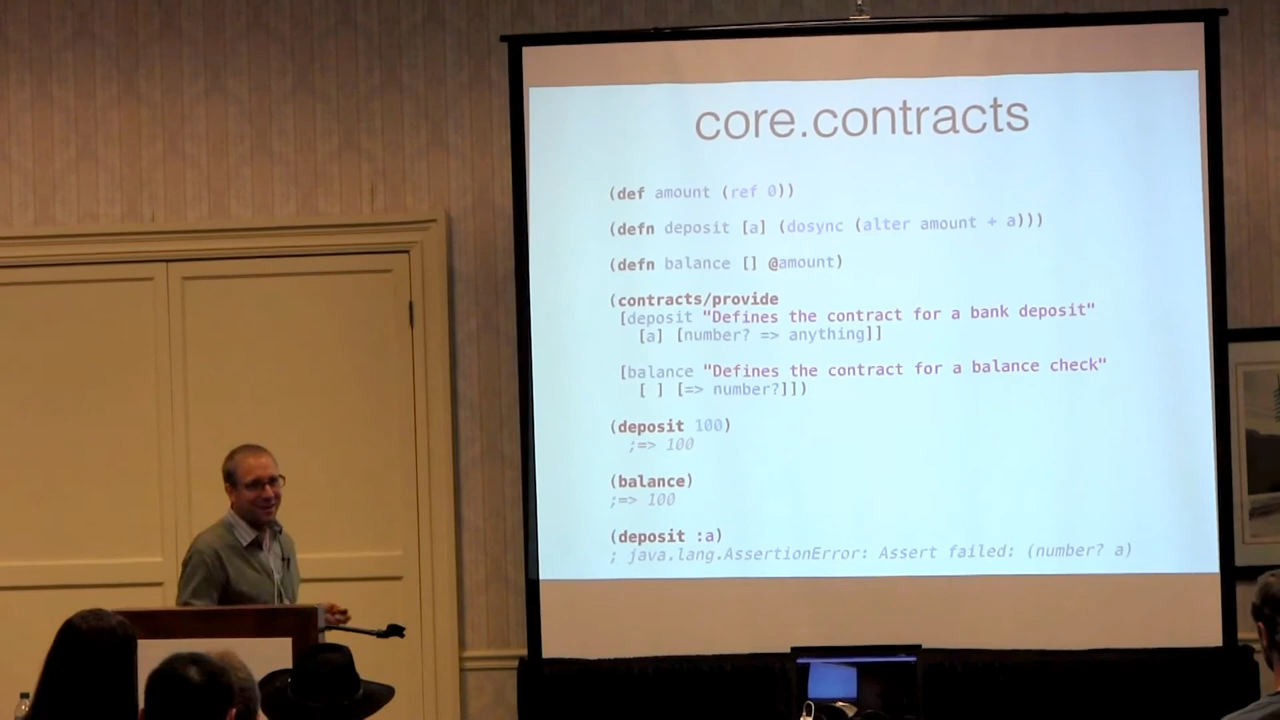 core.contracts
(def amount (ref 0))
(defn deposit [a] (dosync (alter amount + a)))
(defn balance [] @amount)
(contracts/provide
[deposit "Defines the contract for a bank deposit"
[a] [number? => anything]]
[balance "Defines the contract for a balance check"
[ ] [=> number?]])
(deposit 100)
;=> 100
(balance)
;=> 100
(deposit :a)
; java.lang.AssertionError: Assert failed: (number? a)